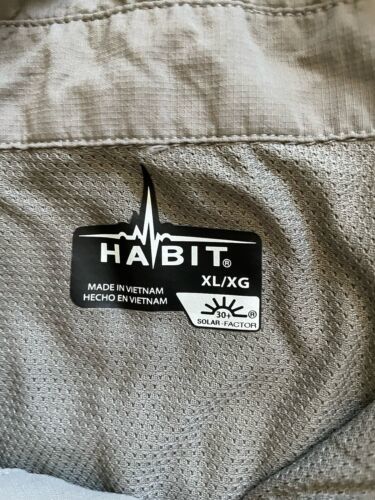 HABIT®
XL/XG
MADE IN VIETNAM
HECHO EN VIETNAM
30+ ®
SOLAR-FACTOR